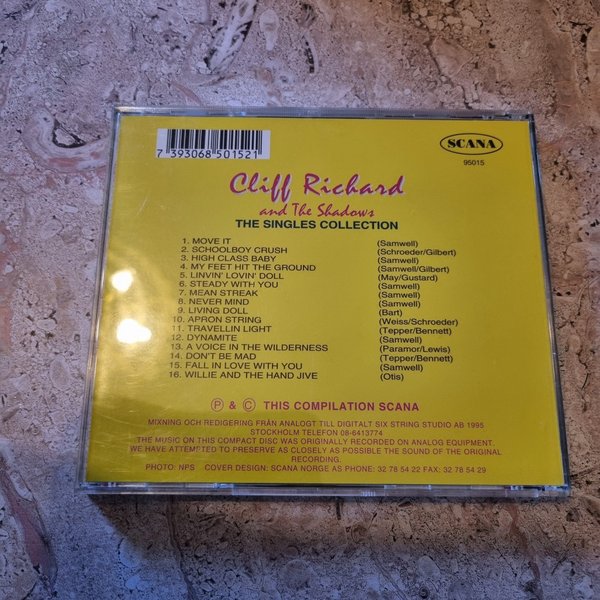 7 393068 501521
SCANA
95015
Cliff Richard
and The Shadows
THE SINGLES COLLECTION
1. MOVE IT (Samwell)
2. SCHOOLBOY CRUSH (Schroeder/Gilbert)
3. HIGH CLASS BABY (Samwell)
4. MY FEET HIT THE GROUND (Samwell/Gilbert)
5. LINVIN' LOVIN' DOLL (May/Gustard)
6. STEADY WITH YOU (Samwell)
7. MEAN STREAK (Samwell)
8. NEVER MIND (Samwell)
9. LIVING DOLL (Bart)
10. APRON STRING (Weiss/Schroeder)
11. TRAVELLIN LIGHT (Tepper/Bennett)
12. DYNAMITE (Samwell)
13. A VOICE IN THE WILDERNESS (Paramor/Lewis)
14. DON'T BE MAD (Tepper/Bennett)
15. FALL IN LOVE WITH YOU (Samwell)
16. WILLIE AND THE HAND JIVE (Otis)
Ⓟ & © THIS COMPILATION SCANA
MIXNING OCH REDIGERING FRÅN ANALOGT TILL DIGITALT SIX STRING STUDIO AB 1995
STOCKHOLM TELEFON 08-6413774
THE MUSIC ON THIS COMPACT DISC WAS ORIGINALLY RECORDED ON ANALOG EQUIPMENT.
WE HAVE ATTEMPTED TO PRESERVE AS CLOSELY AS POSSIBLE THE SOUND OF THE ORIGINAL
RECORDING.
PHOTO: NPS COVER DESIGN: SCANA NORGE AS PHONE: 32 78 54 22 FAX: 32 78 54 29